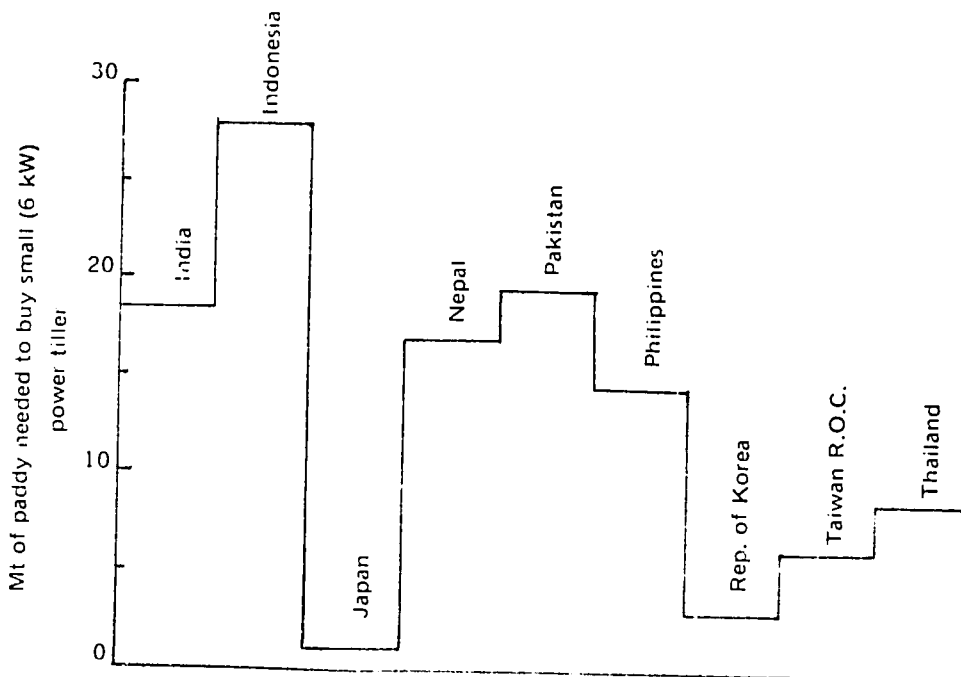 Mt of paddy needed to buy small (6 kW)
power tiller
30
20
10
0
India
Indonesia
Japan
Nepal
Pakistan
Philippines
Rep. of Korea
Taiwan R.O.C.
Thailand